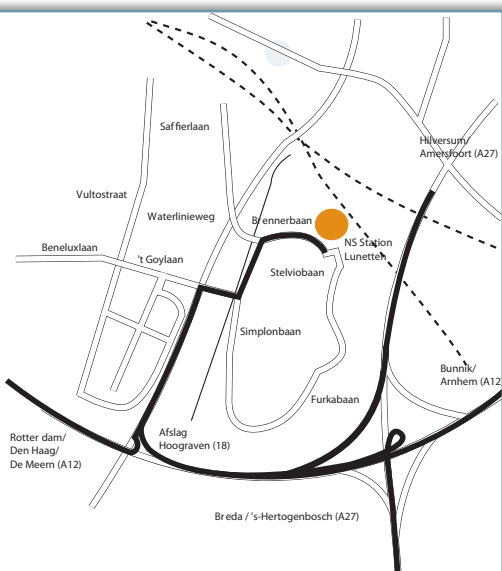 Saffierlaan
Hilversum/
Amersfoort (A27)
Vultostraat
Waterlinieweg
Brennerbaan
Beneluxlaan
't Goylaan
NS Station
Lunetten
Stelviobaan
Simplonbaan
Bunnik/
Arnhem (A12
Furkabaan
Rotter dam/
Den Haag/
De Meern (A12)
Afslag
Hoograven (18)
Breda / 's-Hertogenbosch (A27)